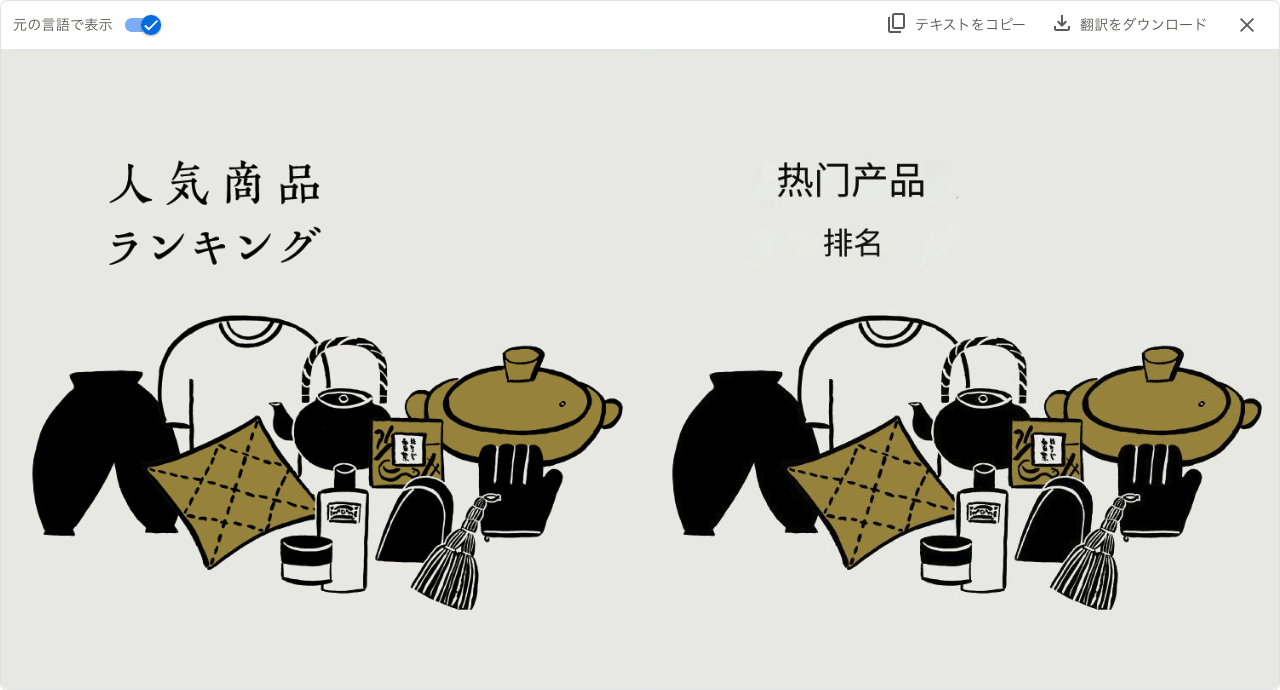 元の言語で表示
テキストをコピー
翻訳をダウンロード
人気商品
ランキング
热门产品
排名